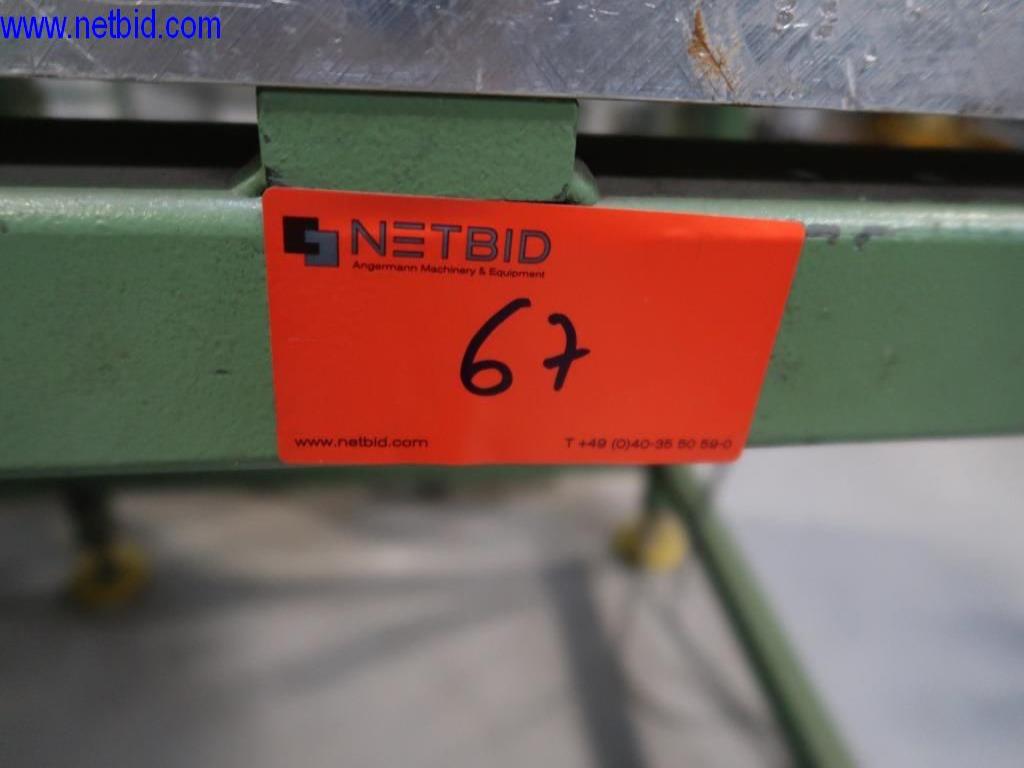 www.netbid.com
NETBID
Angermann Machinery & Equipment
67
www.netbid.com
T +49 (0)40-35 50 59-0